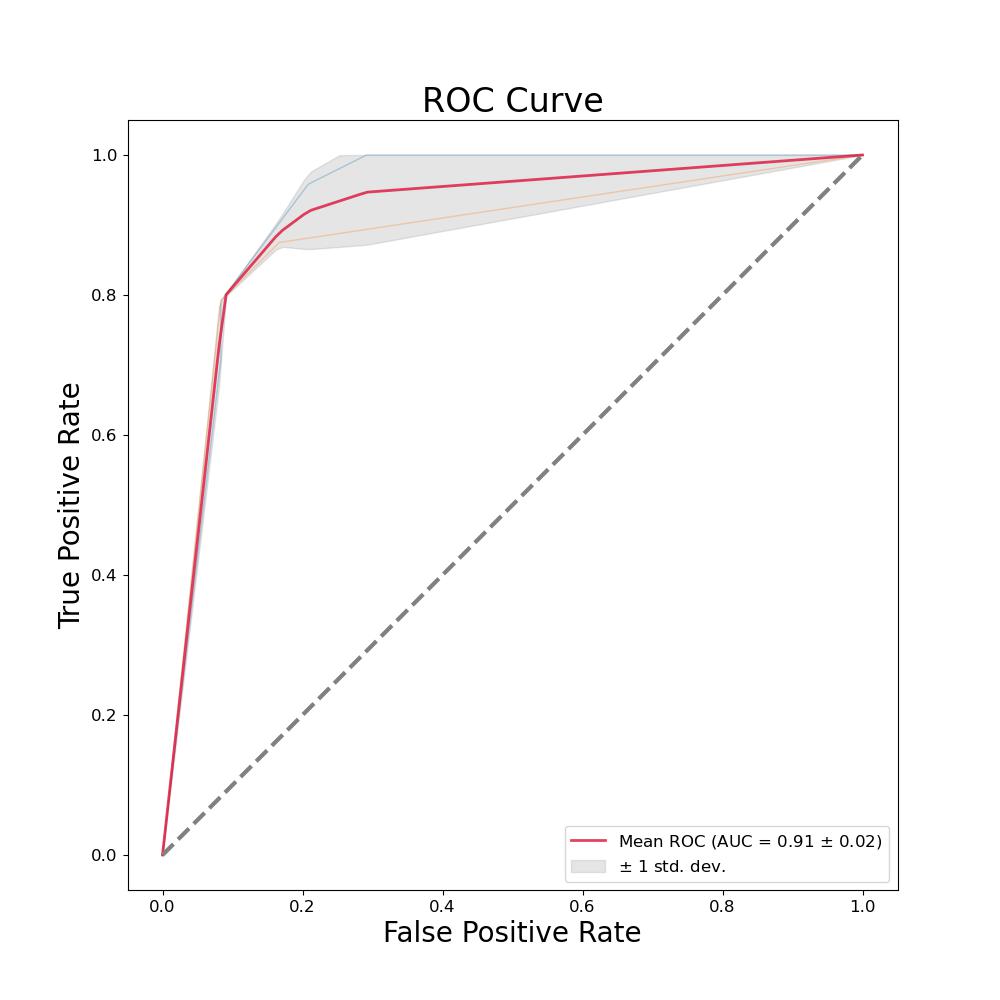 ROC Curve
True Positive Rate
1.0
0.8
0.6
0.4
0.2
0.0
Mean ROC (AUC = 0.91 ± 0.02)
± 1 std. dev.
0.0 0.2 0.4 0.6 0.8 1.0
False Positive Rate